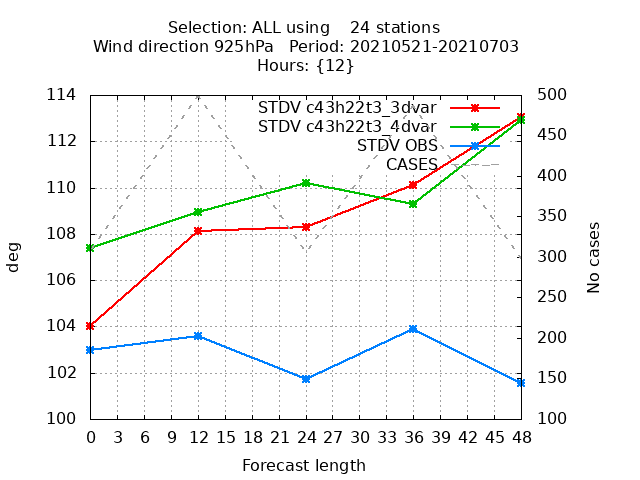 Selection: ALL using 24 stations
Wind direction 925hPa Period: 20210521-20210703
Hours: {12}
STDV c43h22t3_3dvar
STDV c43h22t3_4dvar
STDV OBS
CASES
deg
No cases
114
112
110
108
106
104
102
100
500
450
400
350
300
250
200
150
100
0 3 6 9 12 15 18 21 24 27 30 33 36 39 42 45 48
Forecast length